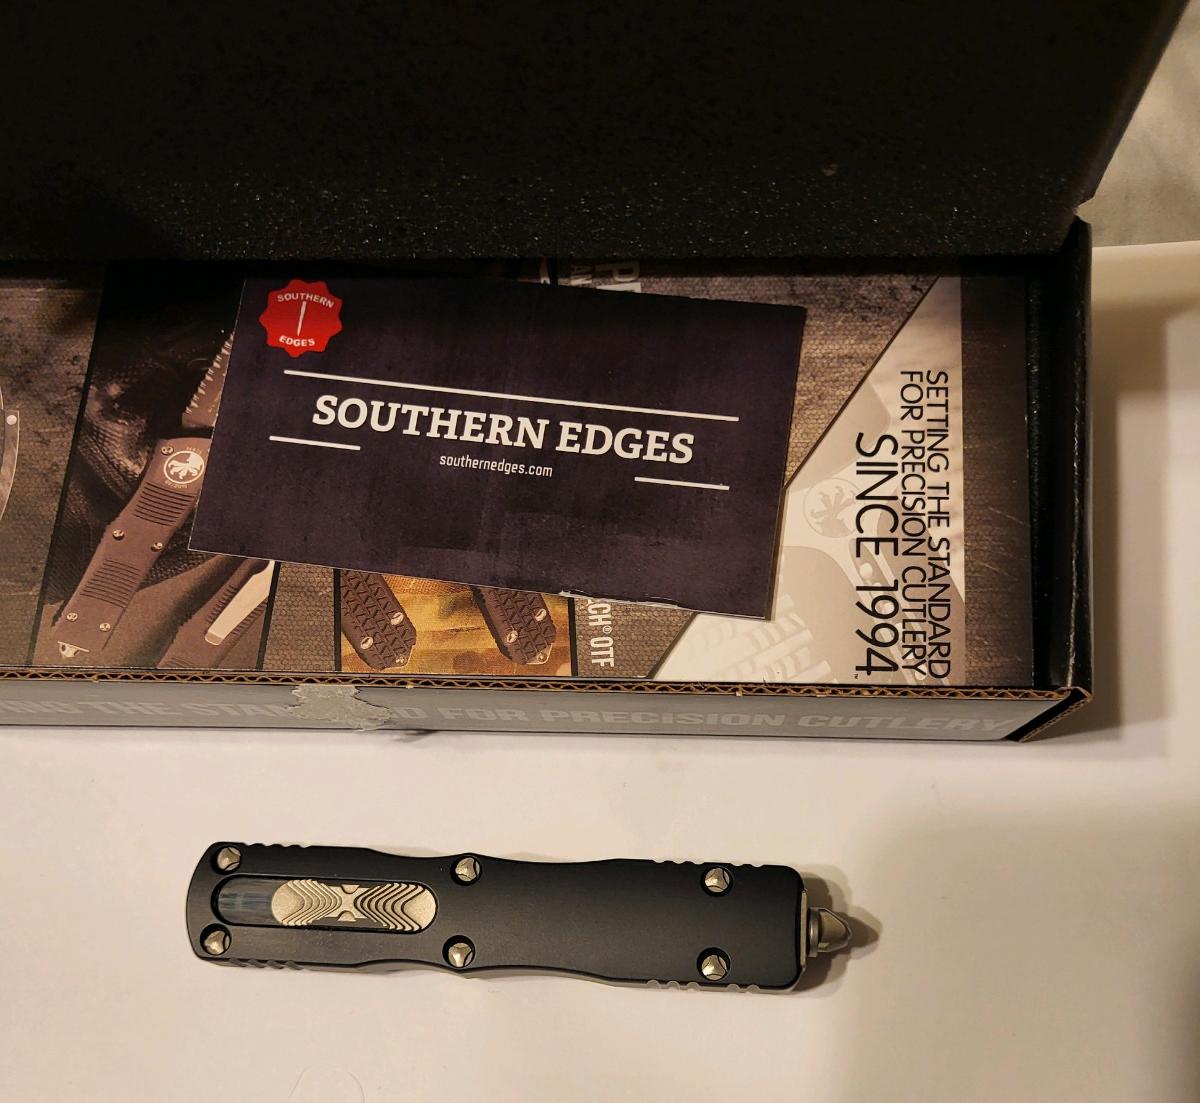 SOUTHERN
EDGES
SOUTHERN EDGES
southernedges.com
SETTING THE STANDARD
FOR PRECISION CUTLERY
SINCE 1994
OTF
FOR PRECISION CUTLERY